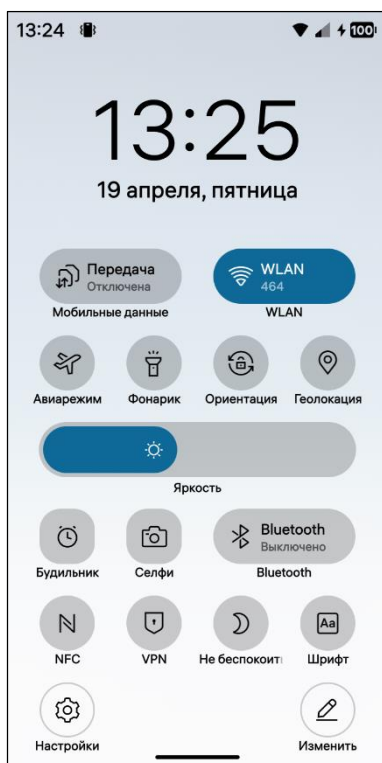 13:24
100
13:25
19 апреля, пятница
Передача
Отключена
Мобильные данные
WLAN
464
WLAN
Авиарежим Фонарик Ориентация Геолокация
Яркость
Будильник Селфи
Bluetooth
Выключено
Bluetooth
NFC VPN Не беспокоит Aa Шрифт
Настройки Изменить